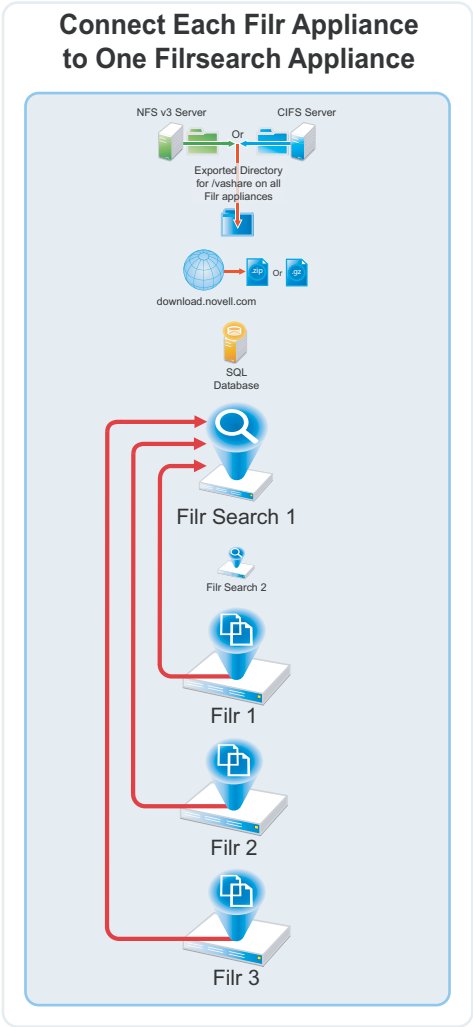 Connect Each Filr Appliance
to One Filrsearch Appliance
NFS v3 Server
CIFS Server
Or
Exported Directory
for /vashare on all
Filr appliances
.zip
Or
.gz
download.novell.com
SQL
Database
Filr Search 1
Filr Search 2
Filr 1
Filr 2
Filr 3